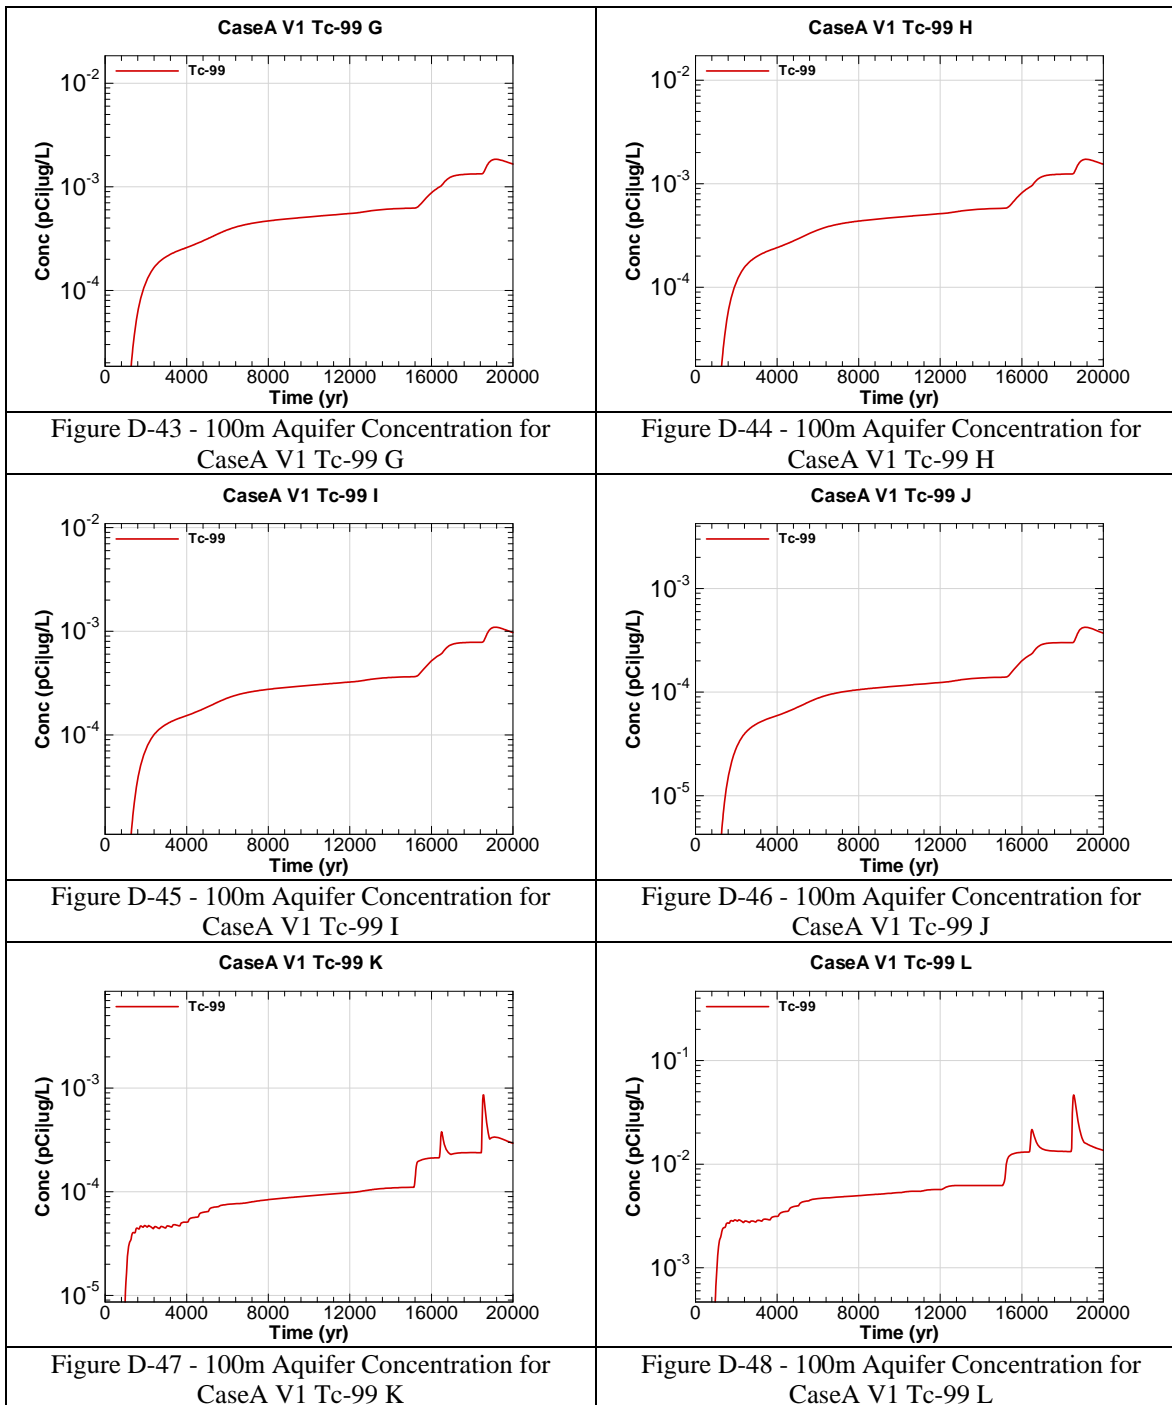 CaseA V1 Tc-99 G
Tc-99
10-2
10-3
10-4
Conc (pCi|ug/L)
0 4000 8000 12000 16000 20000
Time (yr)
Figure D-43 - 100m Aquifer Concentration for
CaseA V1 Tc-99 G
CaseA V1 Tc-99 H
Tc-99
10-2
10-3
10-4
Conc (pCi|ug/L)
0 4000 8000 12000 16000 20000
Time (yr)
Figure D-44 - 100m Aquifer Concentration for
CaseA V1 Tc-99 H
CaseA V1 Tc-99 I
Tc-99
10-2
10-3
10-4
Conc (pCi|ug/L)
0 4000 8000 12000 16000 20000
Time (yr)
Figure D-45 - 100m Aquifer Concentration for
CaseA V1 Tc-99 I
CaseA V1 Tc-99 J
Tc-99
10-3
10-4
10-5
Conc (pCi|ug/L)
0 4000 8000 12000 16000 20000
Time (yr)
Figure D-46 - 100m Aquifer Concentration for
CaseA V1 Tc-99 J
CaseA V1 Tc-99 K
Tc-99
10-3
10-4
10-5
Conc (pCi|ug/L)
0 4000 8000 12000 16000 20000
Time (yr)
Figure D-47 - 100m Aquifer Concentration for
CaseA V1 Tc-99 K
CaseA V1 Tc-99 L
Tc-99
10-1
10-2
10-3
Conc (pCi|ug/L)
0 4000 8000 12000 16000 20000
Time (yr)
Figure D-48 - 100m Aquifer Concentration for
CaseA V1 Tc-99 L